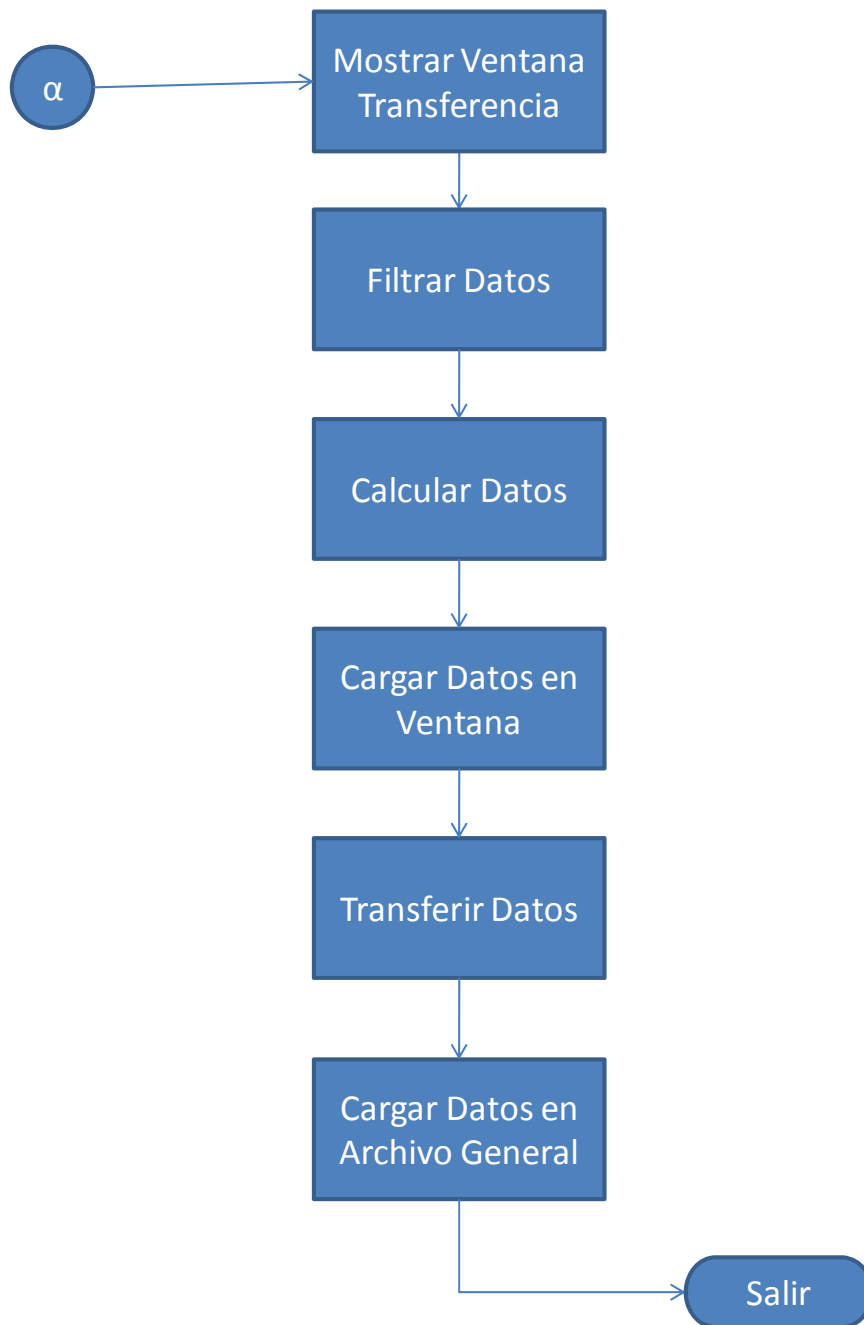 α
Mostrar Ventana
Transferencia
Filtrar Datos
Calcular Datos
Cargar Datos en
Ventana
Transferir Datos
Cargar Datos en
Archivo General
Salir